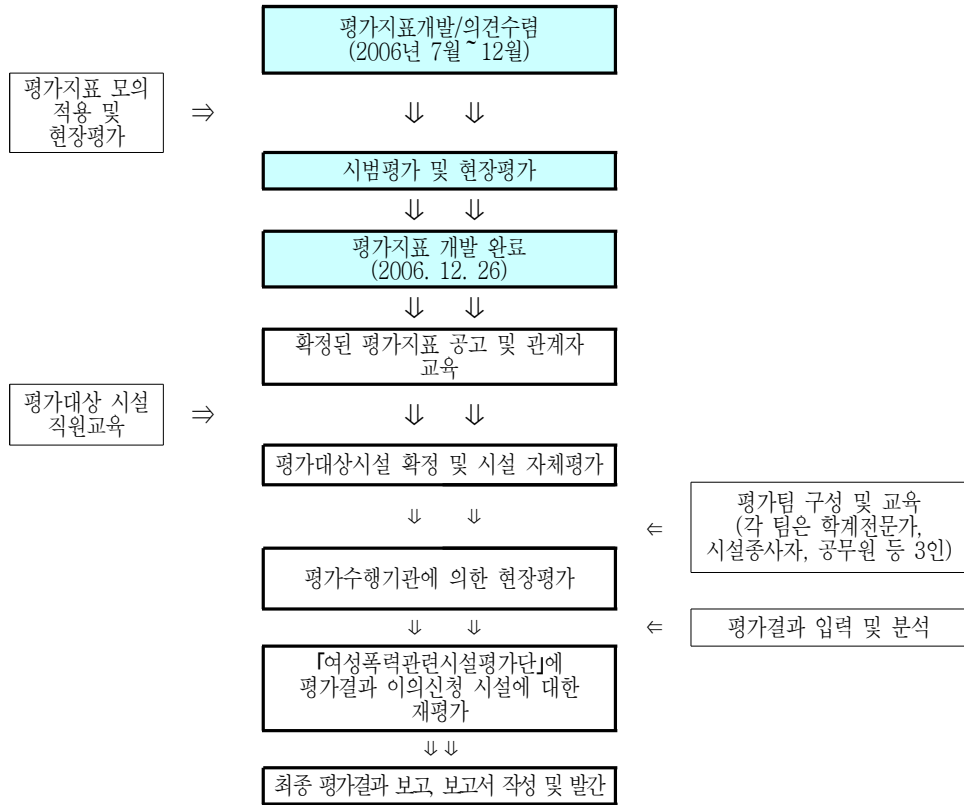 평가지표개발/의견수렴
(2006년 7월~12월)
평가지표 모의
적용 및
현장평가
⇒
⇓ ⇓
시범평가 및 현장평가
⇓ ⇓
평가지표 개발 완료
(2006. 12. 26)
⇓ ⇓
확정된 평가지표 공고 및 관계자
교육
평가대상 시설
직원교육
⇒
⇓ ⇓
평가대상시설 확정 및 시설 자체평가
⇓ ⇓
⇐
평가팀 구성 및 교육
(각 팀은 학계전문가,
시설종사자, 공무원 등 3인)
평가수행기관에 의한 현장평가
⇓ ⇓
⇐
평가결과 입력 및 분석
「여성폭력관련시설평가단」에
평가결과 이의신청 시설에 대한
재평가
⇓⇓
최종 평가결과 보고, 보고서 작성 및 발간